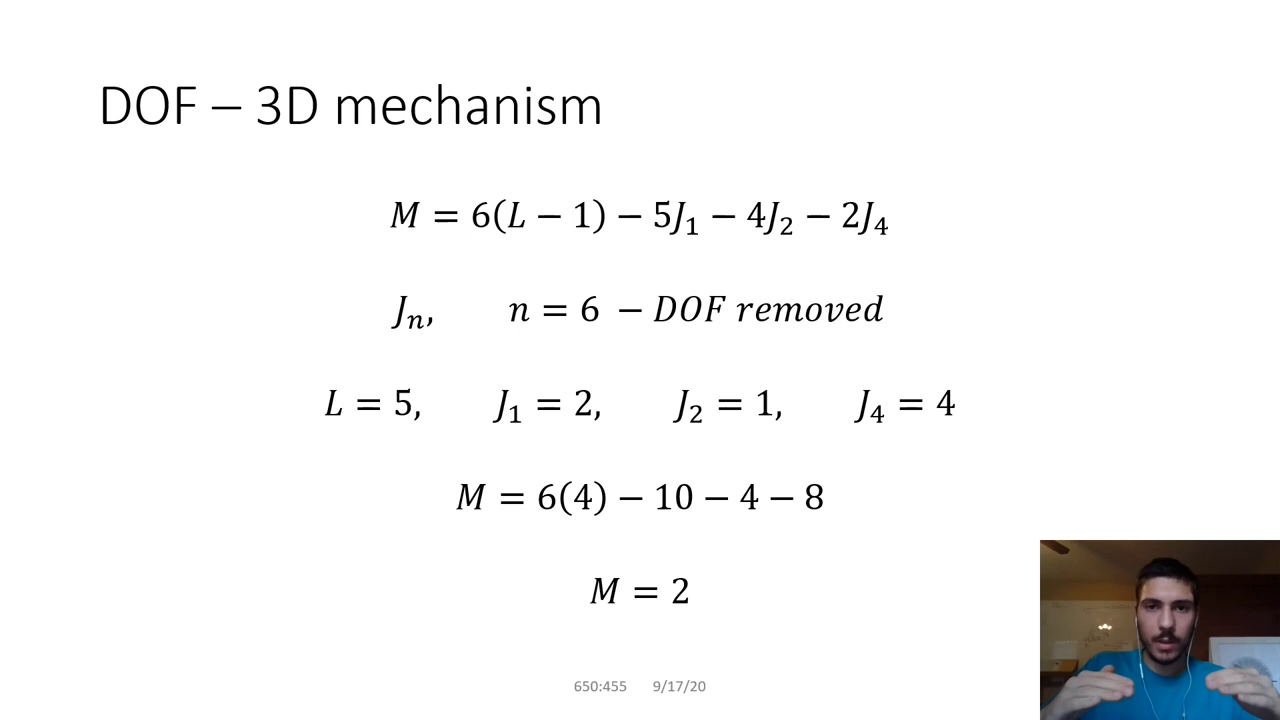 DOF – 3D mechanism
M = 6(L − 1) − 5J₁ − 4J₂ − 2J₄
Jₙ, n = 6 − DOF removed
L = 5, J₁ = 2, J₂ = 1, J₄ = 4
M = 6(4) − 10 − 4 − 8
M = 2
650:455 9/17/20